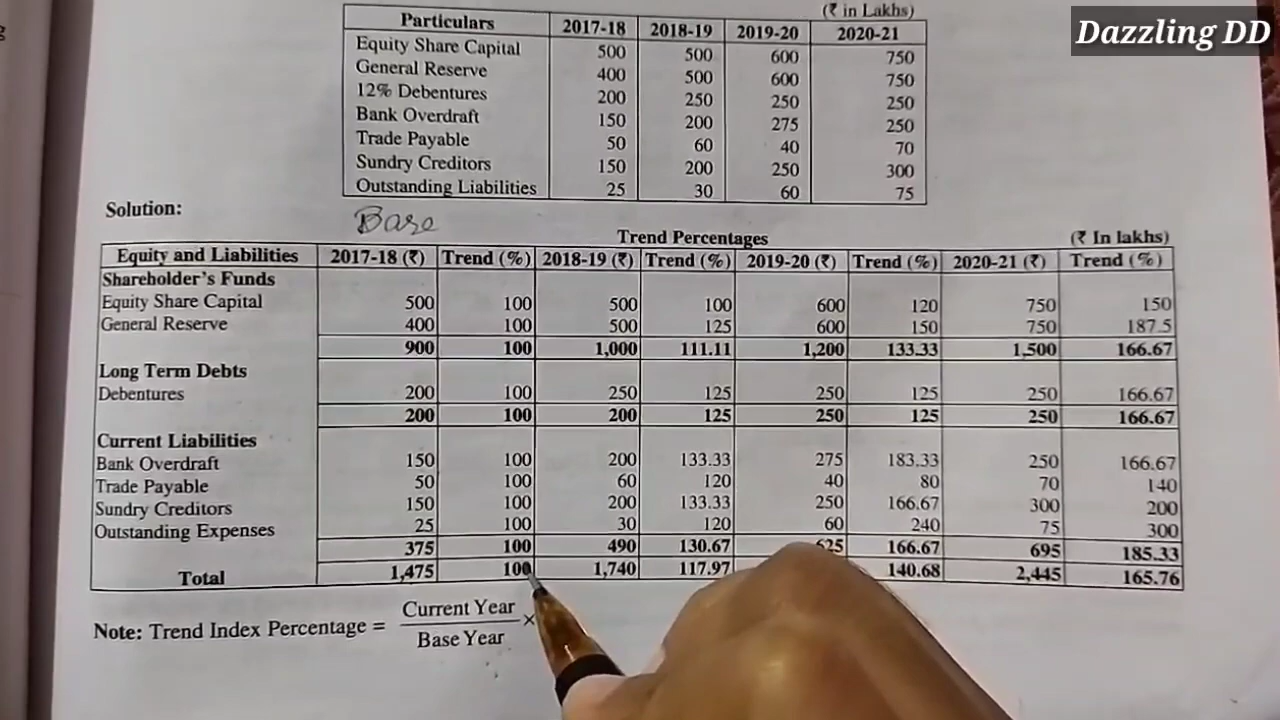 Dazzling DD
(₹ in Lakhs)
Particulars 2017-18 2018-19 2019-20 2020-21
Equity Share Capital 500 500 600 750
General Reserve 400 500 600 750
12% Debentures 200 250 250 250
Bank Overdraft 150 200 275 250
Trade Payable 50 60 40 70
Sundry Creditors 150 200 250 300
Outstanding Liabilities 25 30 60 75
Solution:
Base
Trend Percentages (₹ In lakhs)
Equity and Liabilities 2017-18 (₹) Trend (%) 2018-19 (₹) Trend (%) 2019-20 (₹) Trend (%) 2020-21 (₹) Trend (%)
Shareholder's Funds
Equity Share Capital 500 100 500 100 600 120 750 150
General Reserve 400 100 500 125 600 150 750 187.5
900 100 1,000 111.11 1,200 133.33 1,500 166.67
Long Term Debts
Debentures 200 100 250 125 250 125 250 166.67
200 100 200 125 250 125 250 166.67
Current Liabilities
Bank Overdraft 150 100 200 133.33 275 183.33 250 166.67
Trade Payable 50 100 60 120 40 80 70 140
Sundry Creditors 150 100 200 133.33 250 166.67 300 200
Outstanding Expenses 25 100 30 120 60 240 75 300
375 100 490 130.67 625 166.67 695 185.33
Total 1,475 100 1,740 117.97 140.68 2,445 165.76
Note: Trend Index Percentage = Current Year ×
Base Year